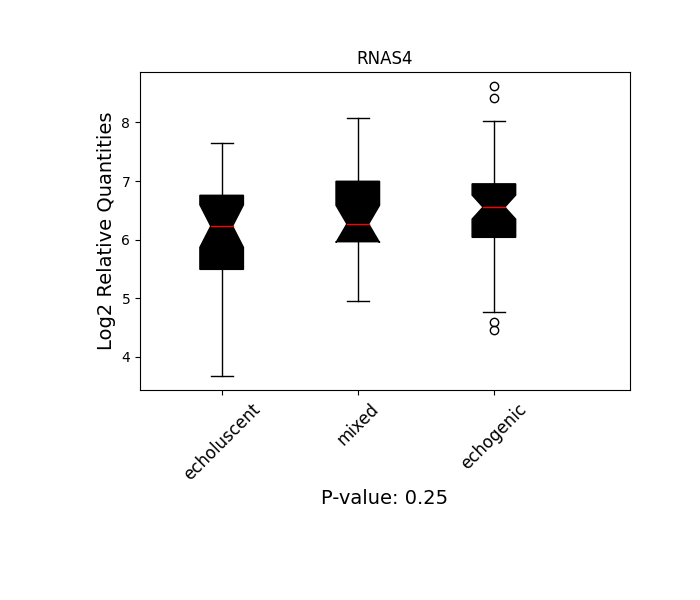 RNAS4
Log2 Relative Quantities
8
7
6
5
4
echoluscent
mixed
echogenic
P-value: 0.25